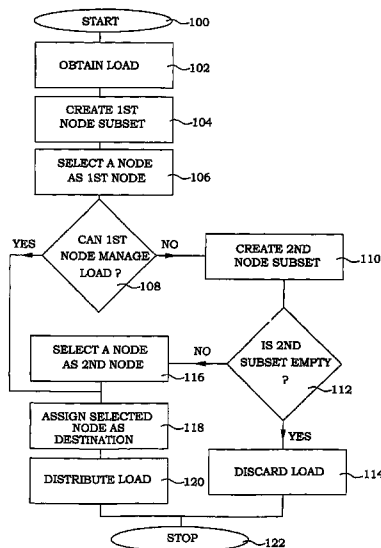 START
100
OBTAIN LOAD
102
CREATE 1ST
NODE SUBSET
104
SELECT A NODE
AS 1ST NODE
106
YES
CAN 1ST
NODE MANAGE
LOAD ?
108
NO
CREATE 2ND
NODE SUBSET
110
SELECT A NODE
AS 2ND NODE
116
NO
IS 2ND
SUBSET EMPTY
?
112
ASSIGN SELECTED
NODE AS
DESTINATION
118
YES
DISTRIBUTE LOAD
120
DISCARD LOAD
114
STOP
122